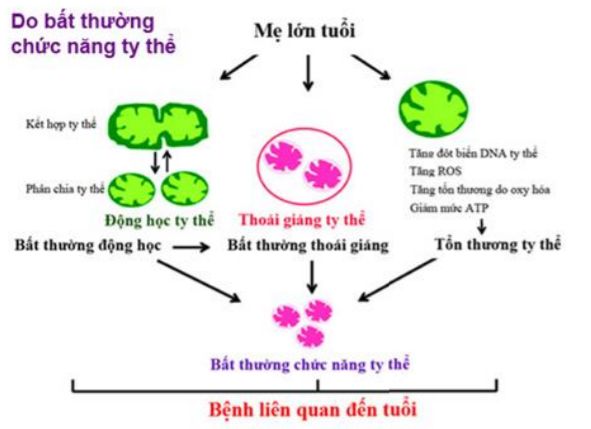 Do bất thường
chức năng ty thể
Mẹ lớn tuổi
Kết hợp ty thể
Phân chia ty thể
Động học ty thể
Thoái giáng ty thể
Tăng đôt biến DNA ty thể
Tăng ROS
Tăng tổn thương do oxy hóa
Giảm mức ATP
Bất thường động học
Bất thường thoái giáng
Tổn thương ty thể
Bất thường chức năng ty thể
Bệnh liên quan đến tuổi